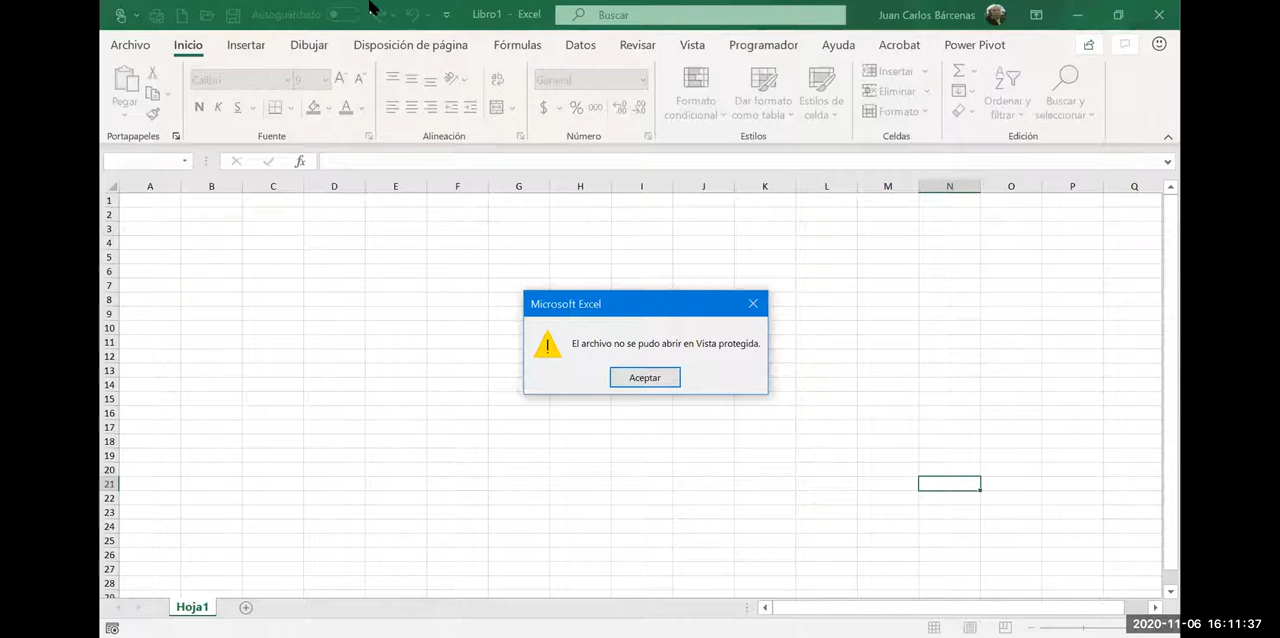 Autoguardado
Libro1 - Excel
Buscar
Juan Carlos Bárcenas
Archivo Inicio Insertar Dibujar Disposición de página Fórmulas Datos Revisar Vista Programador Ayuda Acrobat Power Pivot
Pegar
Calibri 9
N K S
General
$ % 000
Formato condicional
Dar formato como tabla
Estilos de celda
Insertar
Eliminar
Formato
Ordenar y filtrar
Buscar y seleccionar
Portapapeles Fuente Alineación Número Estilos Celdas Edición
fx
A B C D E F G H I J K L M N O P Q
1
2
3
4
5
6
7
8
9
10
11
12
13
14
15
16
17
18
19
20
21
22
23
24
25
26
27
28
29
Microsoft Excel
El archivo no se pudo abrir en Vista protegida.
Aceptar
Hoja1
2020-11-06 16:11:37